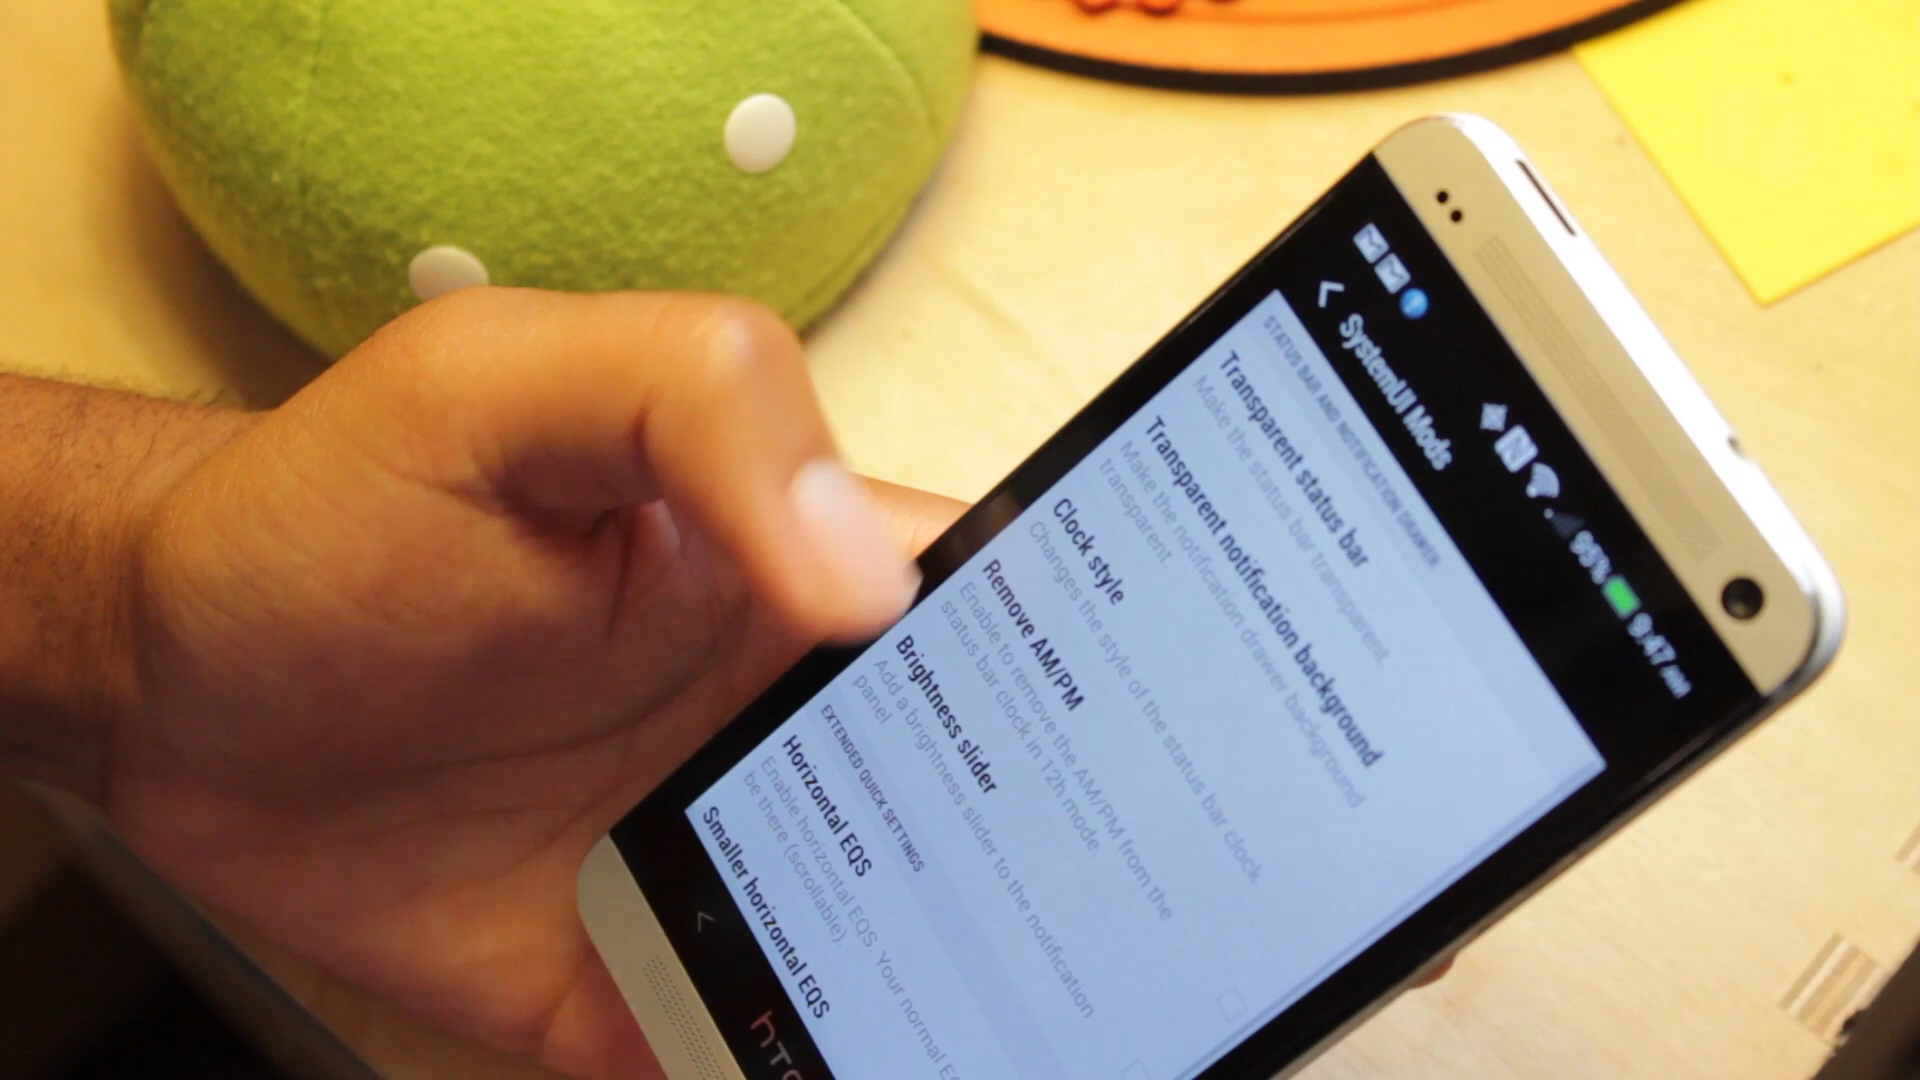 95% 9:47 AM
SystemUI Mods
STATUS BAR AND NOTIFICATION DRAWER
Transparent status bar
Make the status bar transparent
Transparent notification background
Make the notification drawer background
transparent.
Clock style
Changes the style of the status bar clock
Remove AM/PM
Enable to remove the AM/PM from the
status bar clock in 12h mode.
Brightness slider
Add a brightness slider to the notification
panel.
EXTENDED QUICK SETTINGS
Horizontal EQS
Enable horizontal EQS. Your normal
be there (scrollable).
Smaller horizontal EQS
hTC